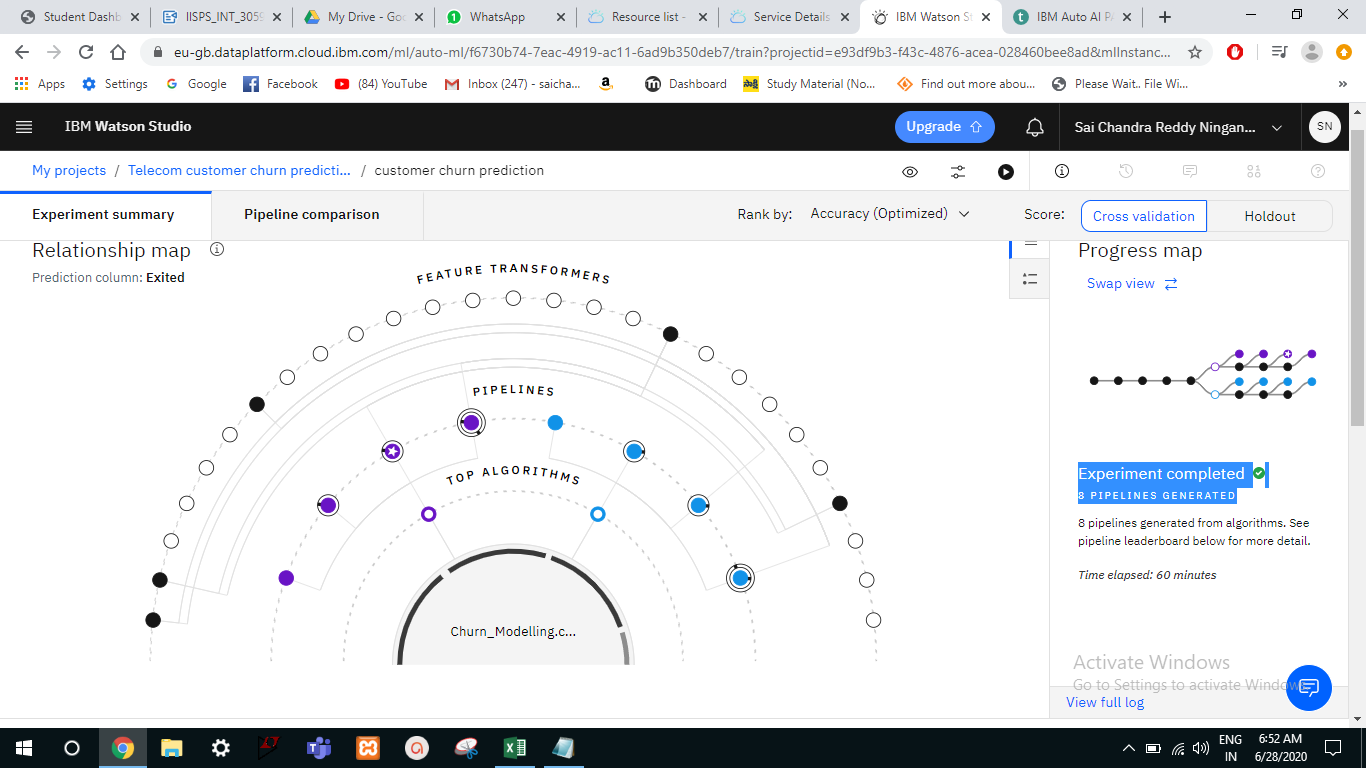 Student Dashb
IISPS_INT_3059
My Drive - Goo
WhatsApp
Resource list -
Service Details
IBM Watson St
IBM Auto AI PA
eu-gb.dataplatform.cloud.ibm.com/ml/auto-ml/f6730b74-7eac-4919-ac11-6ad9b350deb7/train?projectid=e93df9b3-f43c-4876-acea-028460bee8ad&mlInstanc...
Apps
Settings
Google
Facebook
(84) YouTube
Inbox (247) - saicha...
Dashboard
Study Material (No...
Find out more abou...
Please Wait.. File Wi...
»
IBM Watson Studio
Upgrade
Sai Chandra Reddy Ningan...
SN
My projects / Telecom customer churn predicti... / customer churn prediction
Experiment summary
Pipeline comparison
Rank by: Accuracy (Optimized)
Score: Cross validation Holdout
Relationship map
Prediction column: Exited
FEATURE TRANSFORMERS
PIPELINES
TOP ALGORITHMS
Churn_Modelling.c...
Progress map
Swap view
Experiment completed
8 PIPELINES GENERATED
8 pipelines generated from algorithms. See
pipeline leaderboard below for more detail.
Time elapsed: 60 minutes
Activate Windows
Go to Settings to activate Windows.
View full log
ENG
IN
6:52 AM
6/28/2020